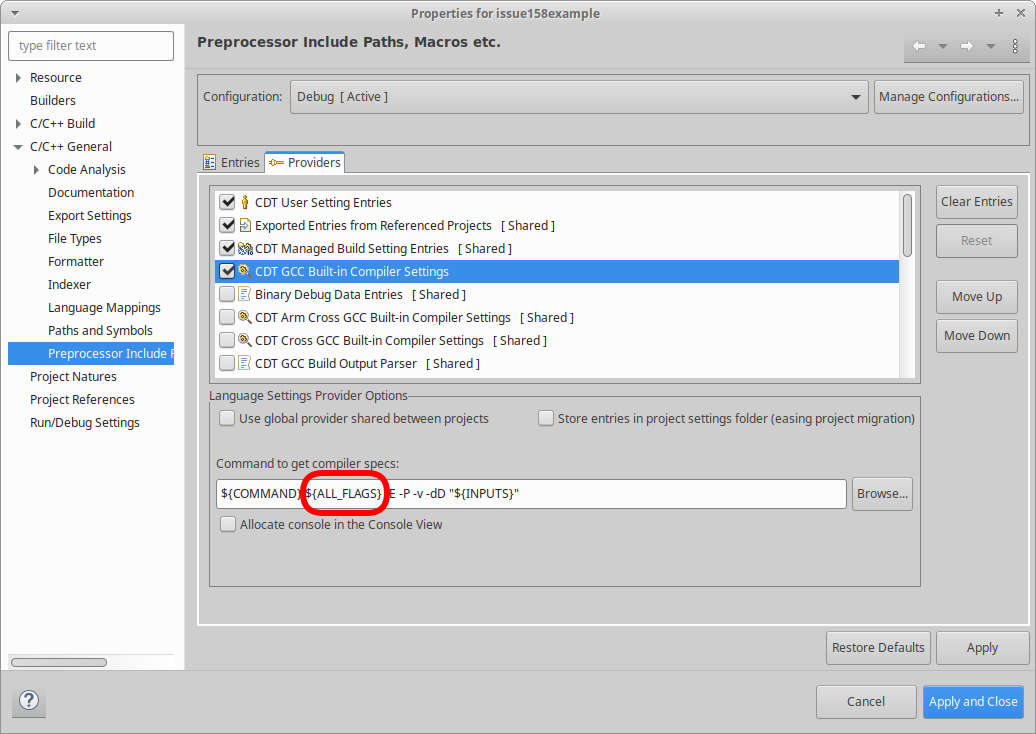 Properties for issue158example
type filter text
Resource
Builders
C/C++ Build
C/C++ General
Code Analysis
Documentation
Export Settings
File Types
Formatter
Indexer
Language Mappings
Paths and Symbols
Preprocessor Include
Project Natures
Project References
Run/Debug Settings
Preprocessor Include Paths, Macros etc.
Configuration:
Debug [ Active ]
Manage Configurations...
Entries
Providers
CDT User Setting Entries
Exported Entries from Referenced Projects [ Shared ]
CDT Managed Build Setting Entries [ Shared ]
CDT GCC Built-in Compiler Settings
Binary Debug Data Entries [ Shared ]
CDT Arm Cross GCC Built-in Compiler Settings [ Shared ]
CDT Cross GCC Built-in Compiler Settings [ Shared ]
CDT GCC Build Output Parser [ Shared ]
Clear Entries
Reset
Move Up
Move Down
Language Settings Provider Options
Use global provider shared between projects
Store entries in project settings folder (easing project migration)
Command to get compiler specs:
${COMMAND} ${ALL_FLAGS} E -P -v -dD "${INPUTS}"
Browse...
Allocate console in the Console View
Restore Defaults
Apply
?
Cancel
Apply and Close